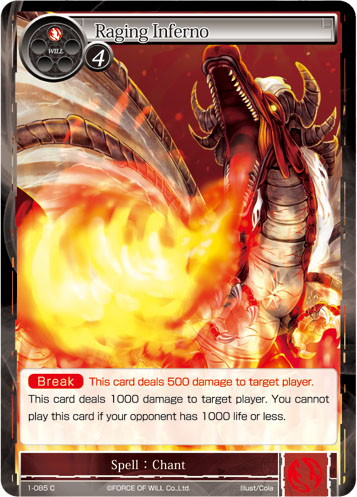 Raging Inferno
WILL
4
Break This card deals 500 damage to target player.
This card deals 1000 damage to target player. You cannot
play this card if your opponent has 1000 life or less.
Spell : Chant
1-085 C ©FORCE OF WILL Co.,Ltd. Illust/Cola